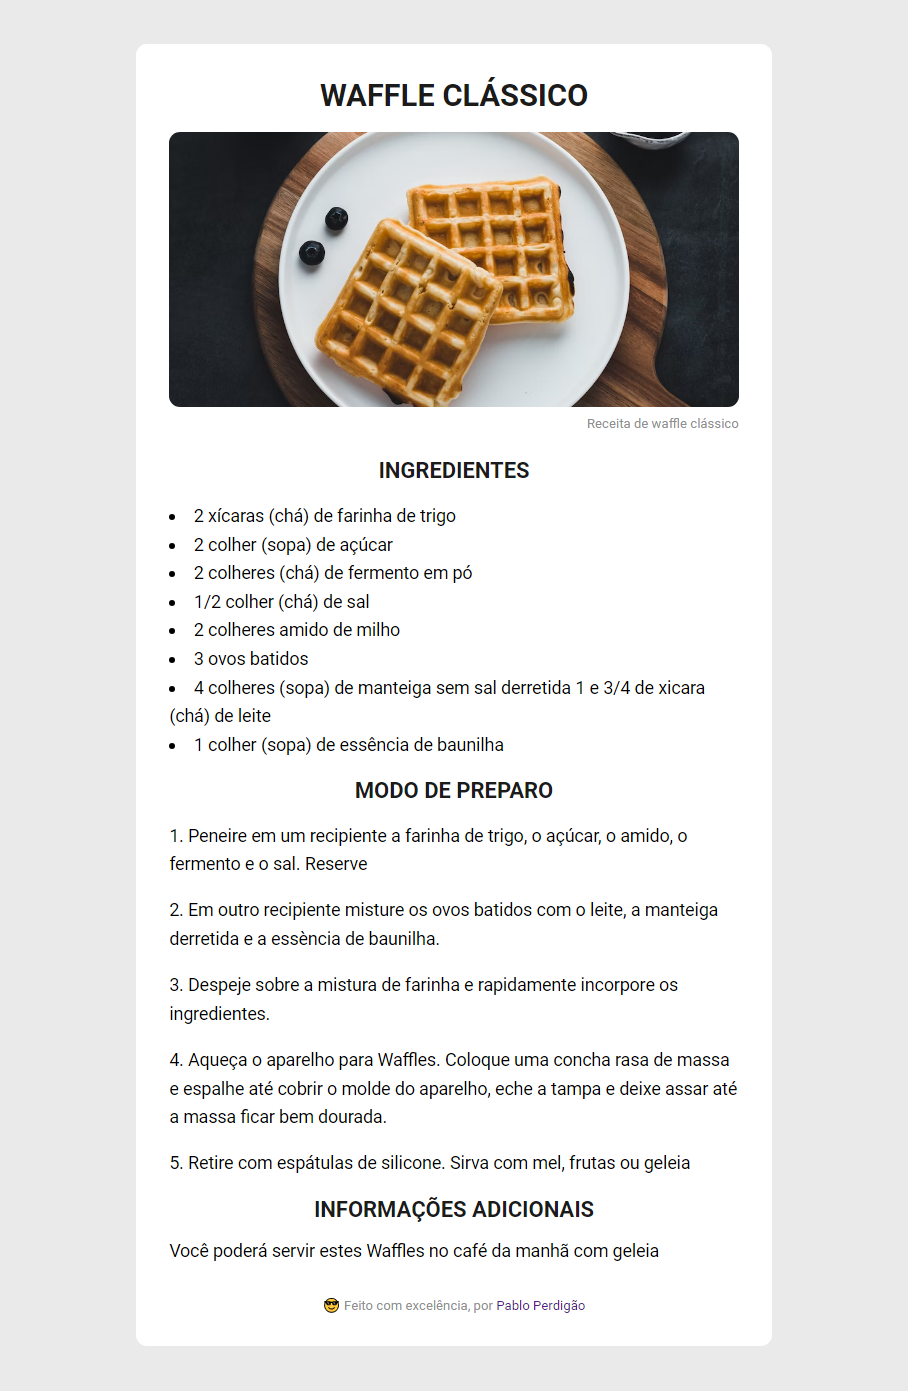 WAFFLE CLÁSSICO
Receita de waffle clássico
INGREDIENTES
• 2 xícaras (chá) de farinha de trigo
• 2 colher (sopa) de açúcar
• 2 colheres (chá) de fermento em pó
• 1/2 colher (chá) de sal
• 2 colheres amido de milho
• 3 ovos batidos
• 4 colheres (sopa) de manteiga sem sal derretida 1 e 3/4 de xicara
(chá) de leite
• 1 colher (sopa) de essência de baunilha
MODO DE PREPARO
1. Peneire em um recipiente a farinha de trigo, o açúcar, o amido, o
fermento e o sal. Reserve
2. Em outro recipiente misture os ovos batidos com o leite, a manteiga
derretida e a essència de baunilha.
3. Despeje sobre a mistura de farinha e rapidamente incorpore os
ingredientes.
4. Aqueça o aparelho para Waffles. Coloque uma concha rasa de massa
e espalhe até cobrir o molde do aparelho, eche a tampa e deixe assar até
a massa ficar bem dourada.
5. Retire com espátulas de silicone. Sirva com mel, frutas ou geleia
INFORMAÇÕES ADICIONAIS
Você poderá servir estes Waffles no café da manhã com geleia
😎 Feito com excelência, por Pablo Perdigão